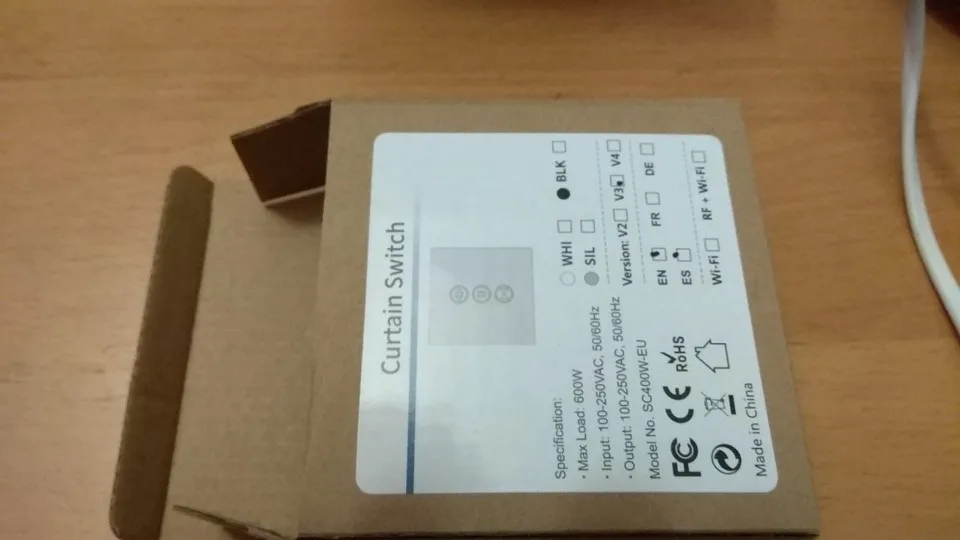 Curtain Switch
Specification:
· Max Load: 600W
· Input: 100-250VAC, 50/60Hz
· Output: 100-250VAC, 50/60Hz
Model No. SC400W-EU
FC CE RoHS
Made in China
WHI BLK
SIL
Version: V2 V3 V4
EN FR DE
ES
Wi-Fi RF + Wi-Fi